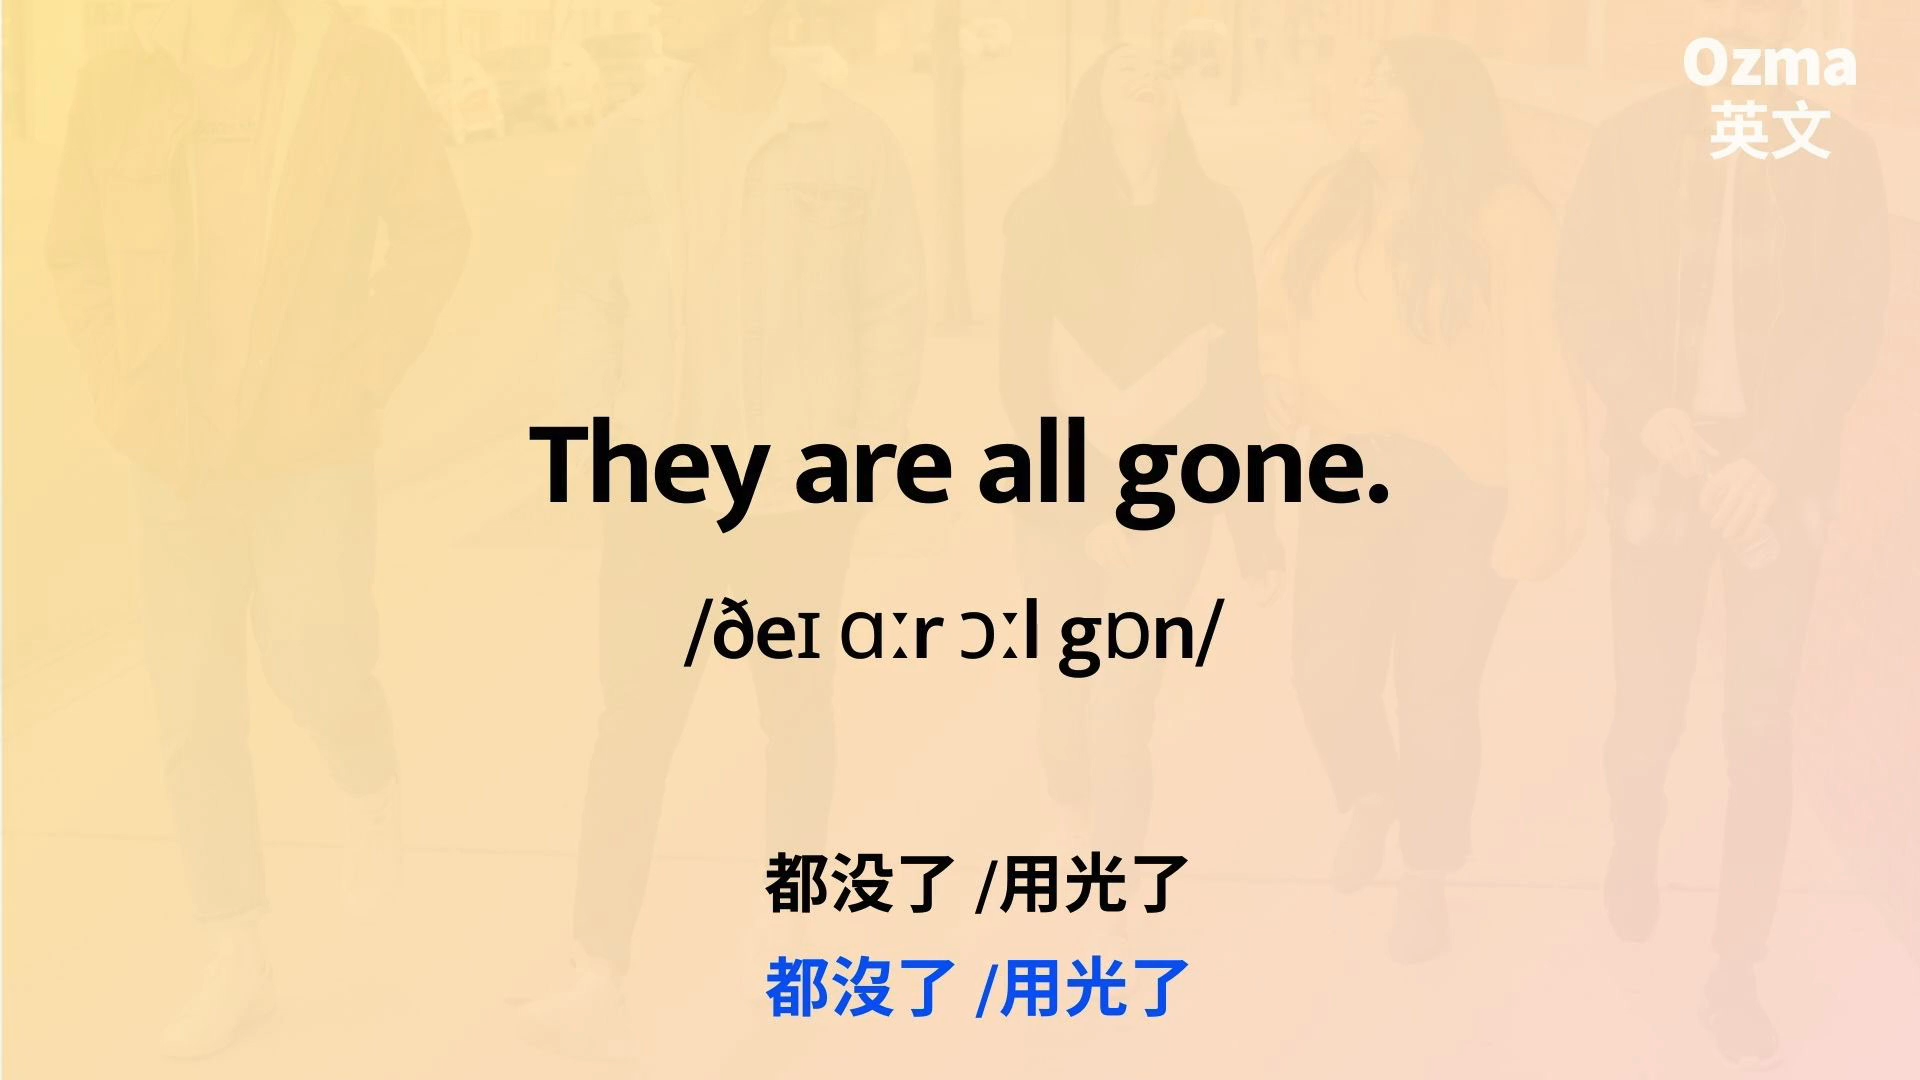 Ozma
英文
They are all gone.
/ðeɪ ɑːr ɔːl gɒn/
都没了 /用光了
都沒了 /用光了